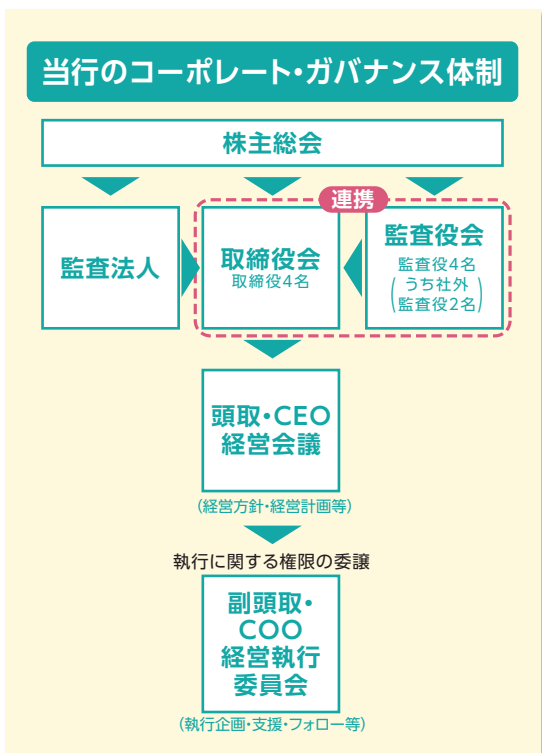 当行のコーポレート・ガバナンス体制
株主総会
連携
監査法人
取締役会
取締役4名
監査役会
監査役4名
(うち社外
監査役2名)
頭取・CEO
経営会議
(経営方針・経営計画等)
執行に関する権限の委譲
副頭取・
COO
経営執行
委員会
(執行企画・支援・フォロー等)